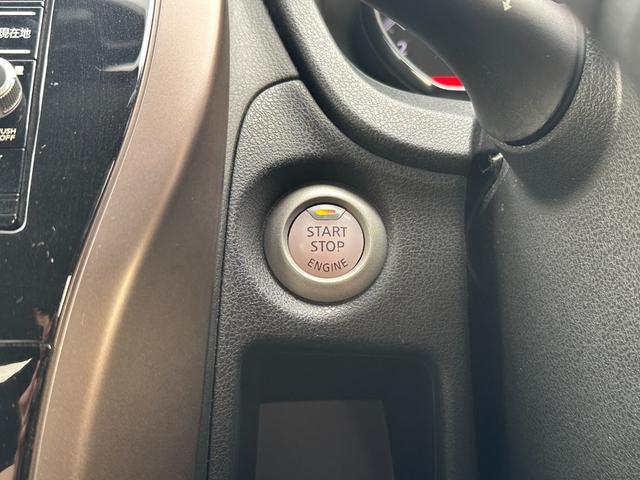 現在地
PUSH
OFF
START
STOP
ENGINE